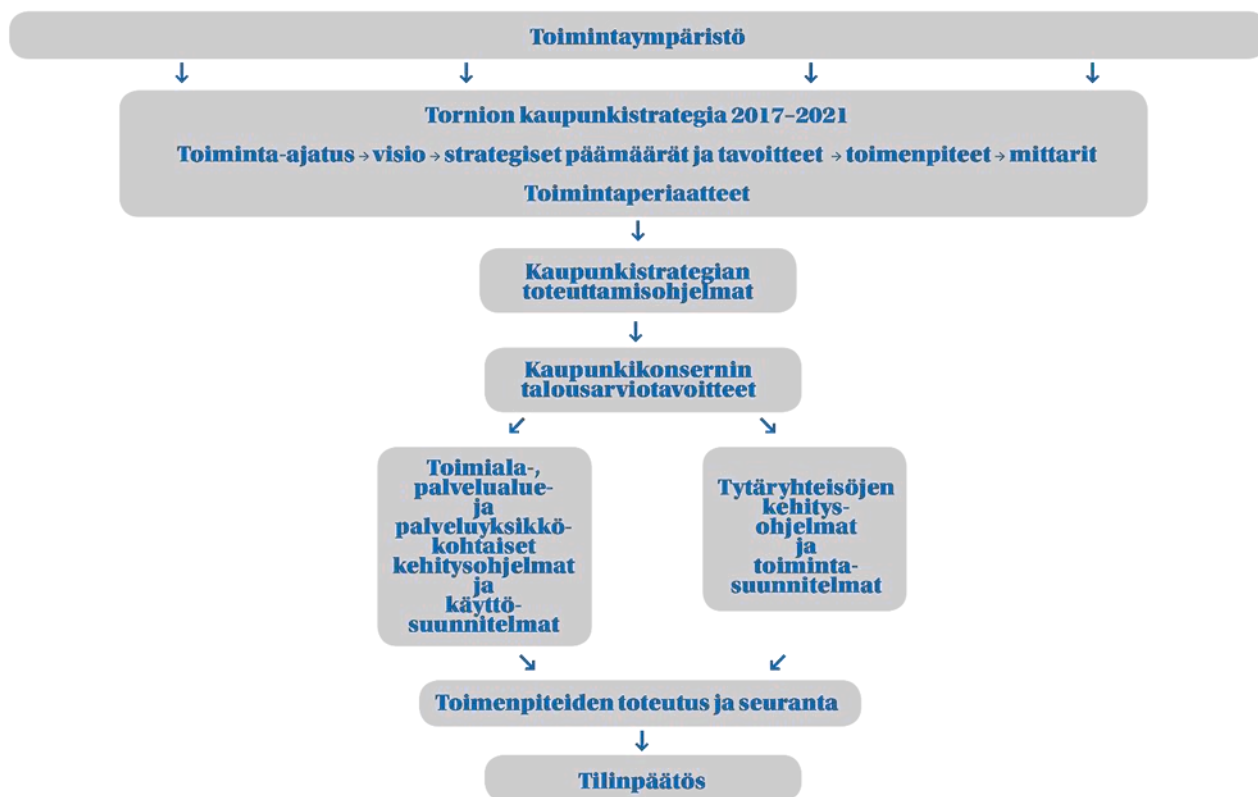 Toimintaympäristö
Tornion kaupunkistrategia 2017–2021
Toiminta-ajatus → visio → strategiset päämäärät ja tavoitteet → toimenpiteet → mittarit
Toimintaperiaatteet
Kaupunkistrategian
toteuttamisohjelmat
Kaupunkikonsernin
talousarviotavoitteet
Toimiala-,
palvelualue-
ja
palveluyksikkö-
kohtaiset
kehitysohjelmat
ja
käyttö-
suunnitelmat
Tytäryhteisöjen
kehitys-
ohjelmat
ja
toiminta-
suunnitelmat
Toimenpiteiden toteutus ja seuranta
Tilinpäätös